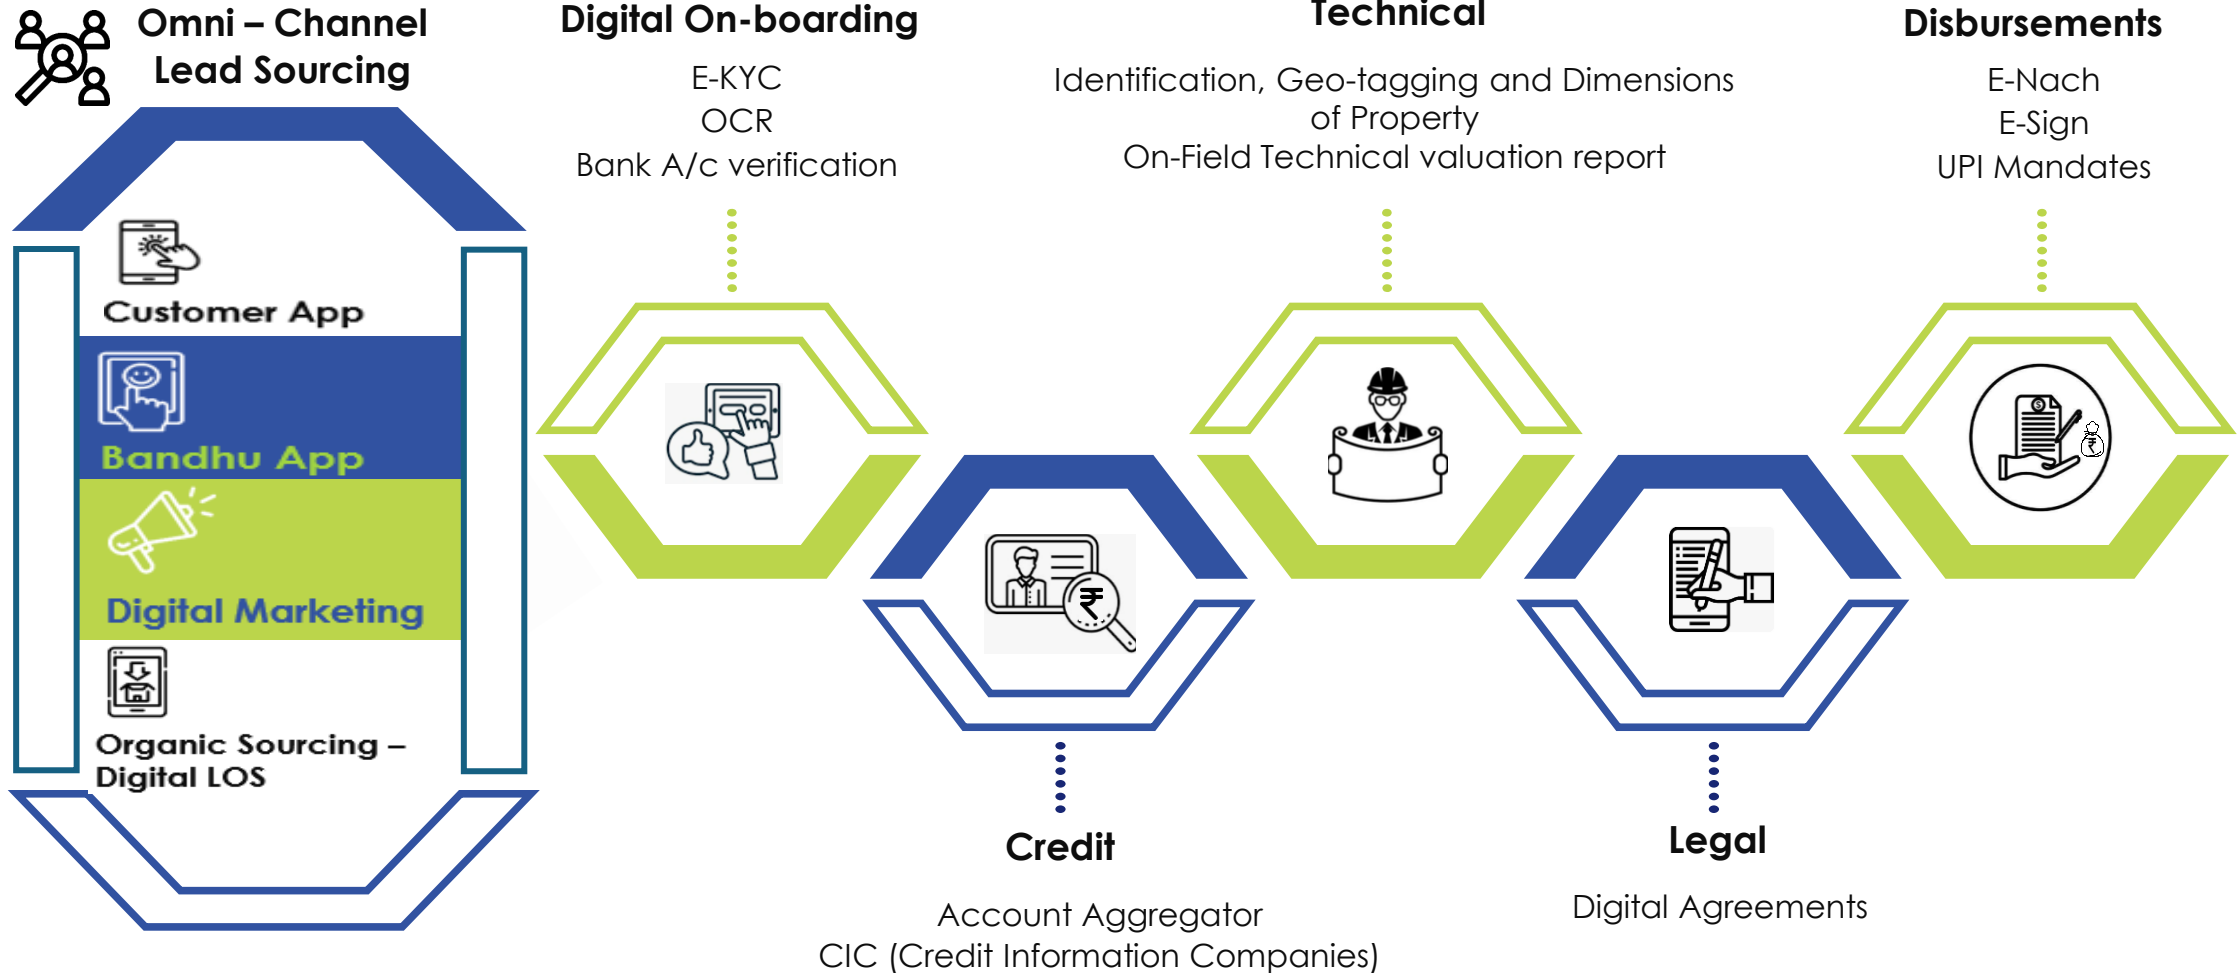 Omni – Channel
Lead Sourcing
Customer App
Bandhu App
Digital Marketing
Organic Sourcing –
Digital LOS
Digital On-boarding
E-KYC
OCR
Bank A/c verification
Credit
Account Aggregator
CIC (Credit Information Companies)
Technical
Identification, Geo-tagging and Dimensions
of Property
On-Field Technical valuation report
Legal
Digital Agreements
Disbursements
E-Nach
E-Sign
UPI Mandates